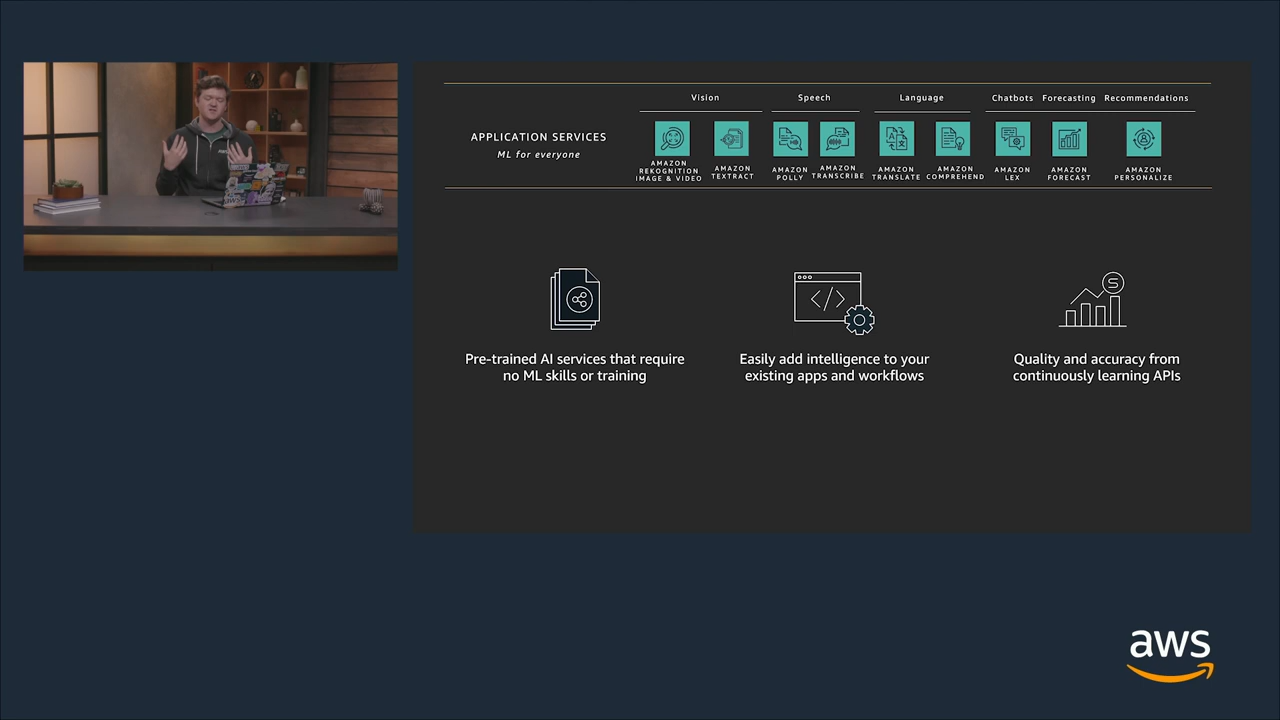 Vision Speech Language Chatbots Forecasting Recommendations
APPLICATION SERVICES
ML for everyone
AMAZON
REKOGNITION
IMAGE & VIDEO
AMAZON
TEXTRACT
AMAZON
POLLY
AMAZON
TRANSCRIBE
AMAZON
TRANSLATE
AMAZON
COMPREHEND
AMAZON
LEX
AMAZON
FORECAST
AMAZON
PERSONALIZE
Pre-trained AI services that require
no ML skills or training
Easily add intelligence to your
existing apps and workflows
Quality and accuracy from
continuously learning APIs
aws